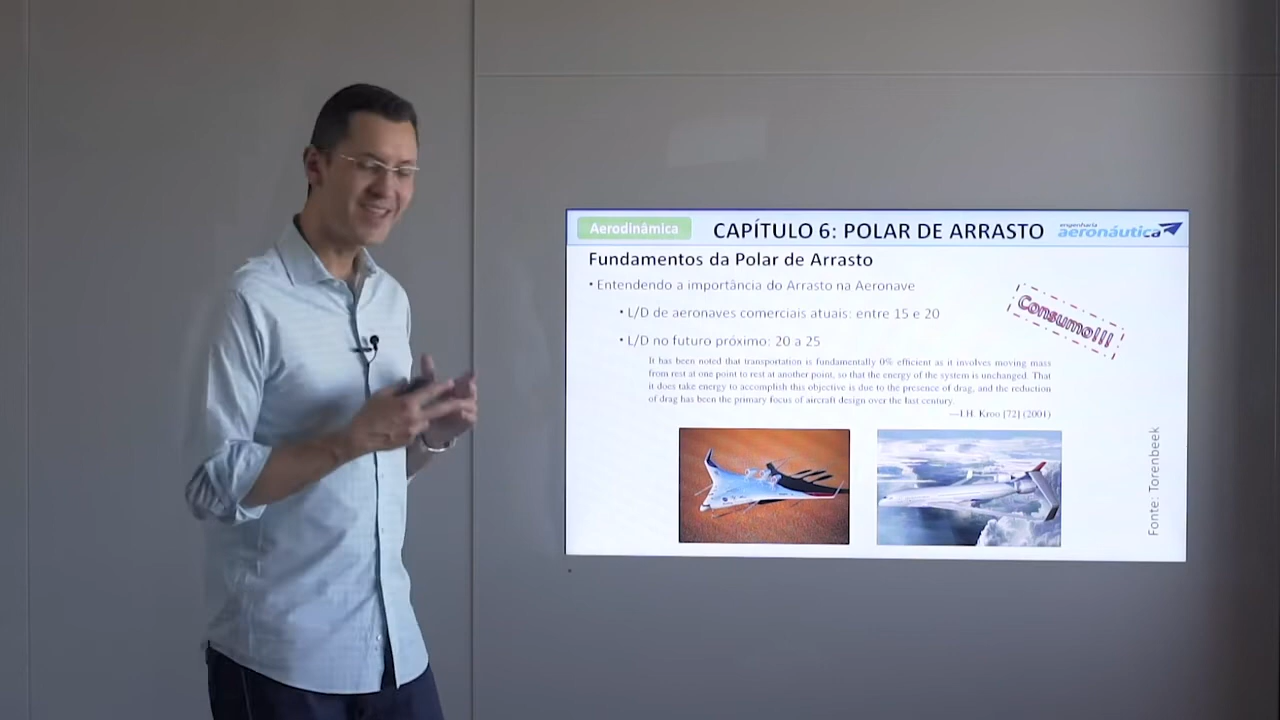 Aerodinâmica
CAPÍTULO 6: POLAR DE ARRASTO
engenharia
aeronáutica
Fundamentos da Polar de Arrasto
• Entendendo a importância do Arrasto na Aeronave
• L/D de aeronaves comerciais atuais: entre 15 e 20
Consumo!!!
• L/D no futuro próximo: 20 a 25
It has been noted that transportation is fundamentally 0% efficient as it involves moving mass
from rest at one point to rest at another point, so that the energy of the system is unchanged. That
it does take energy to accomplish this objective is due to the presence of drag, and the reduction
of drag has been the primary focus of aircraft design over the last century.
—I.H. Kroo [72] (2001)
Fonte: Torenbeek